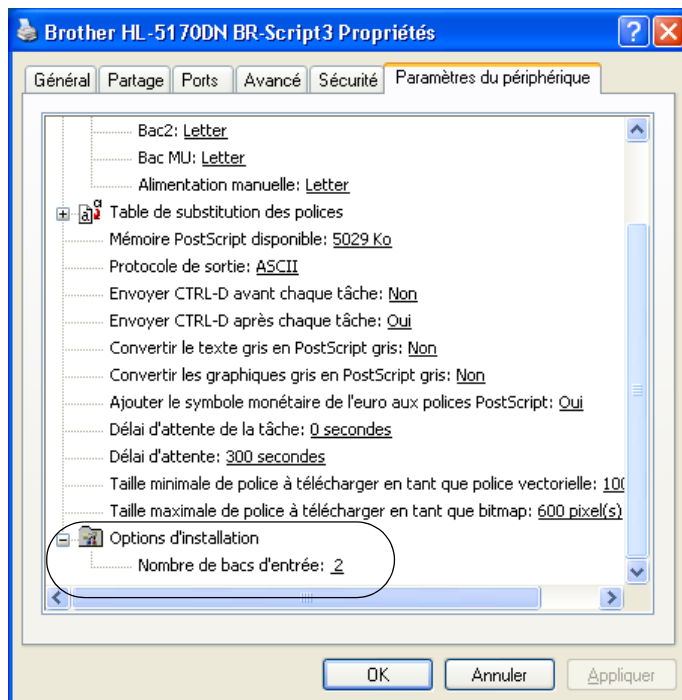 Brother HL-5170DN BR-Script3 Propriétés
Général Partage Ports Avancé Sécurité Paramètres du périphérique
Bac2: Letter
Bac MU: Letter
Alimentation manuelle: Letter
Table de substitution des polices
Mémoire PostScript disponible: 5029 Ko
Protocole de sortie: ASCII
Envoyer CTRL-D avant chaque tâche: Non
Envoyer CTRL-D après chaque tâche: Oui
Convertir le texte gris en PostScript gris: Non
Convertir les graphiques gris en PostScript gris: Non
Ajouter le symbole monétaire de l'euro aux polices PostScript: Oui
Délai d'attente de la tâche: 0 secondes
Délai d'attente: 300 secondes
Taille minimale de police à télécharger en tant que police vectorielle: 100
Taille maximale de police à télécharger en tant que bitmap: 600 pixel(s)
Options d'installation
Nombre de bacs d'entrée: 2
OK Annuler Appliquer